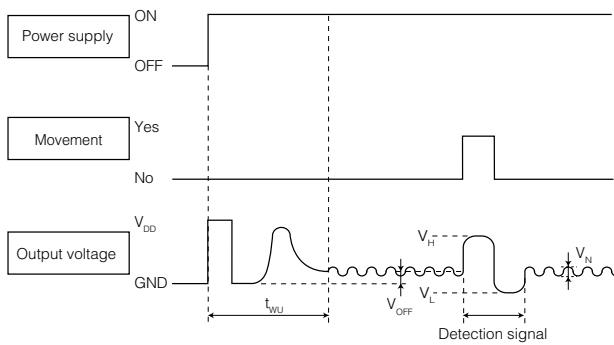 Power supply
ON
OFF
Movement
Yes
No
Output voltage
VDD
GND
tWU
VOFF
VH
VL
VN
Detection signal